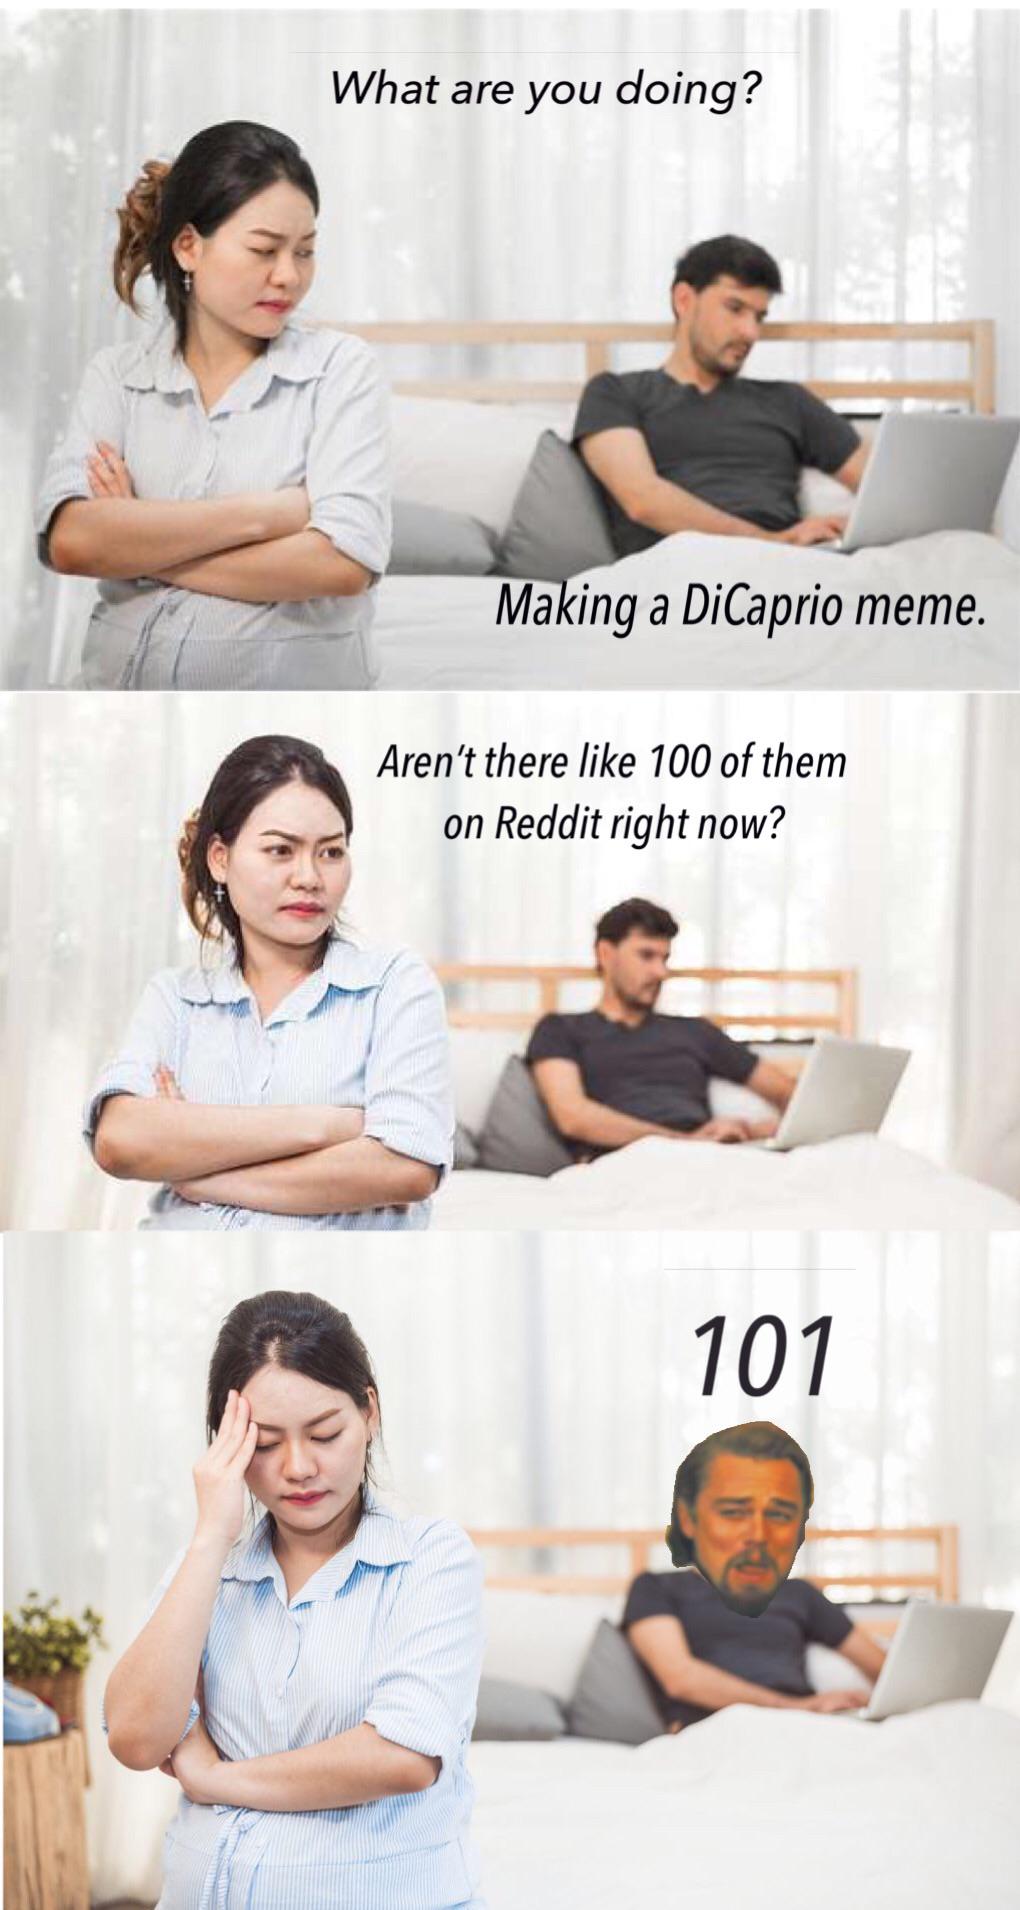 What are you doing?
Making a DiCaprio meme.
Aren't there like 100 of them
on Reddit right now?
101